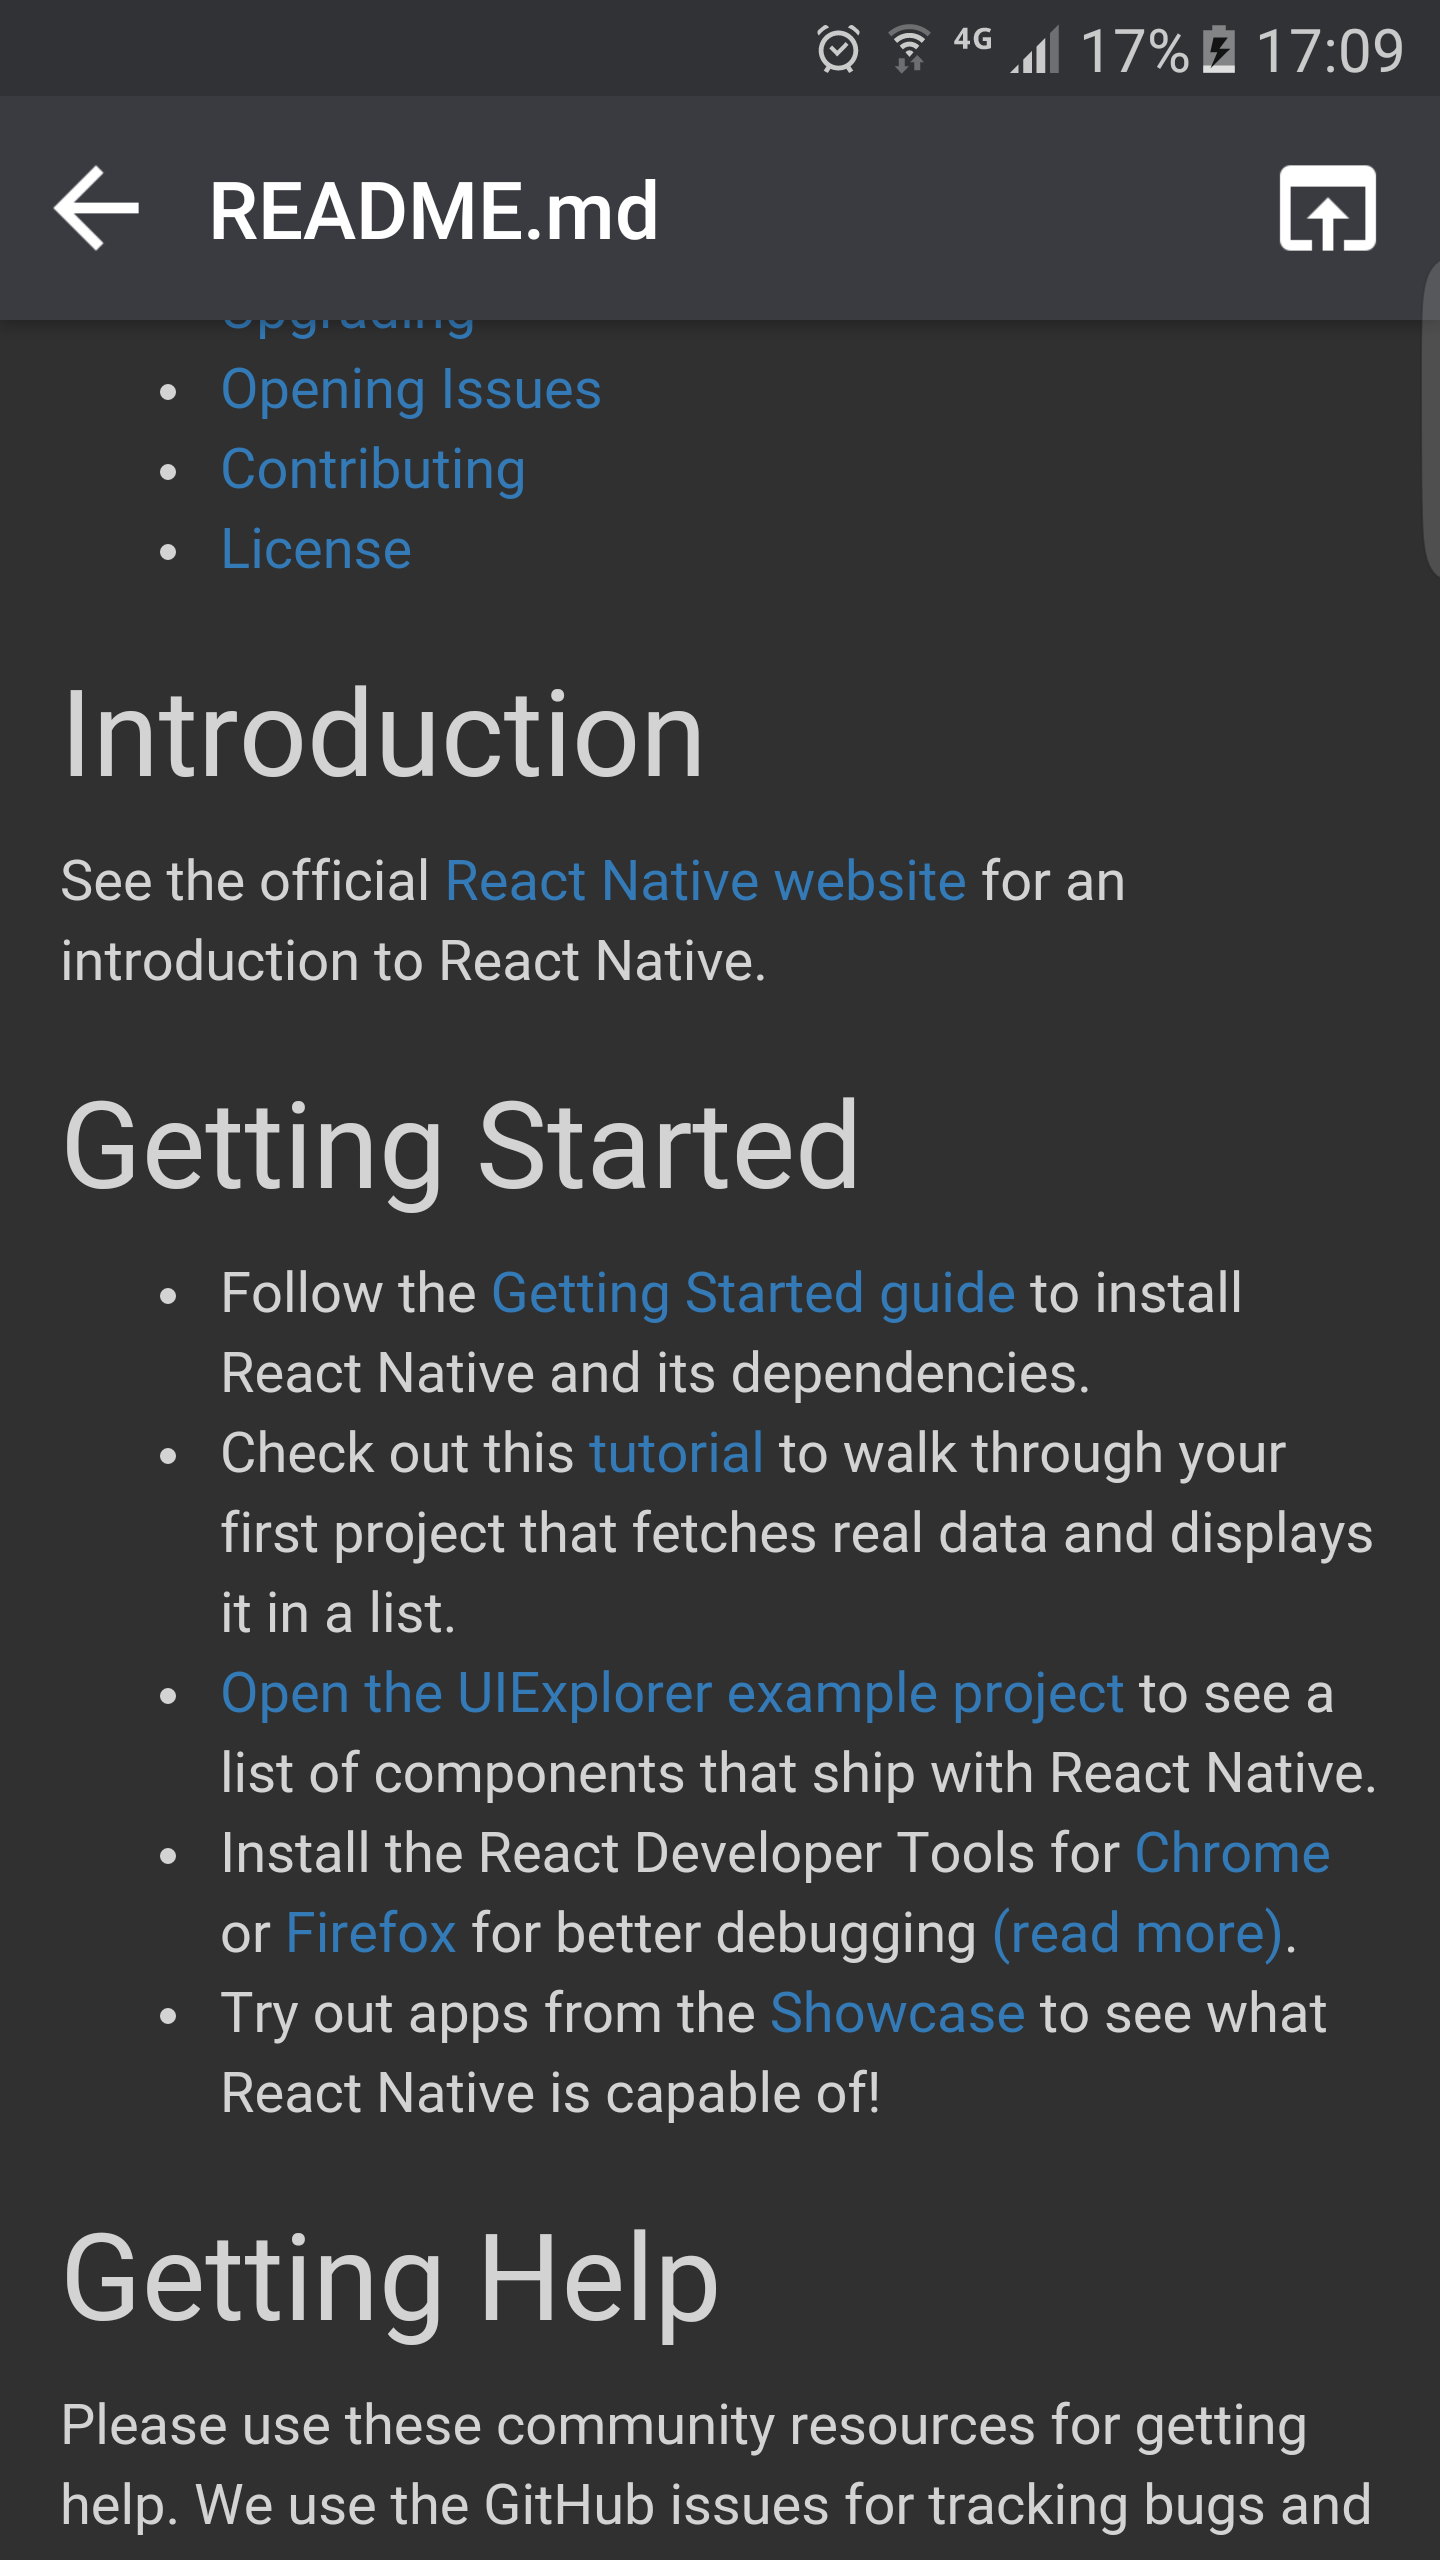 4G 17% 17:09
README.md
Upgrading
• Opening Issues
• Contributing
• License
Introduction
See the official React Native website for an
introduction to React Native.
Getting Started
• Follow the Getting Started guide to install
React Native and its dependencies.
• Check out this tutorial to walk through your
first project that fetches real data and displays
it in a list.
• Open the UIExplorer example project to see a
list of components that ship with React Native.
• Install the React Developer Tools for Chrome
or Firefox for better debugging (read more).
• Try out apps from the Showcase to see what
React Native is capable of!
Getting Help
Please use these community resources for getting
help. We use the GitHub issues for tracking bugs and